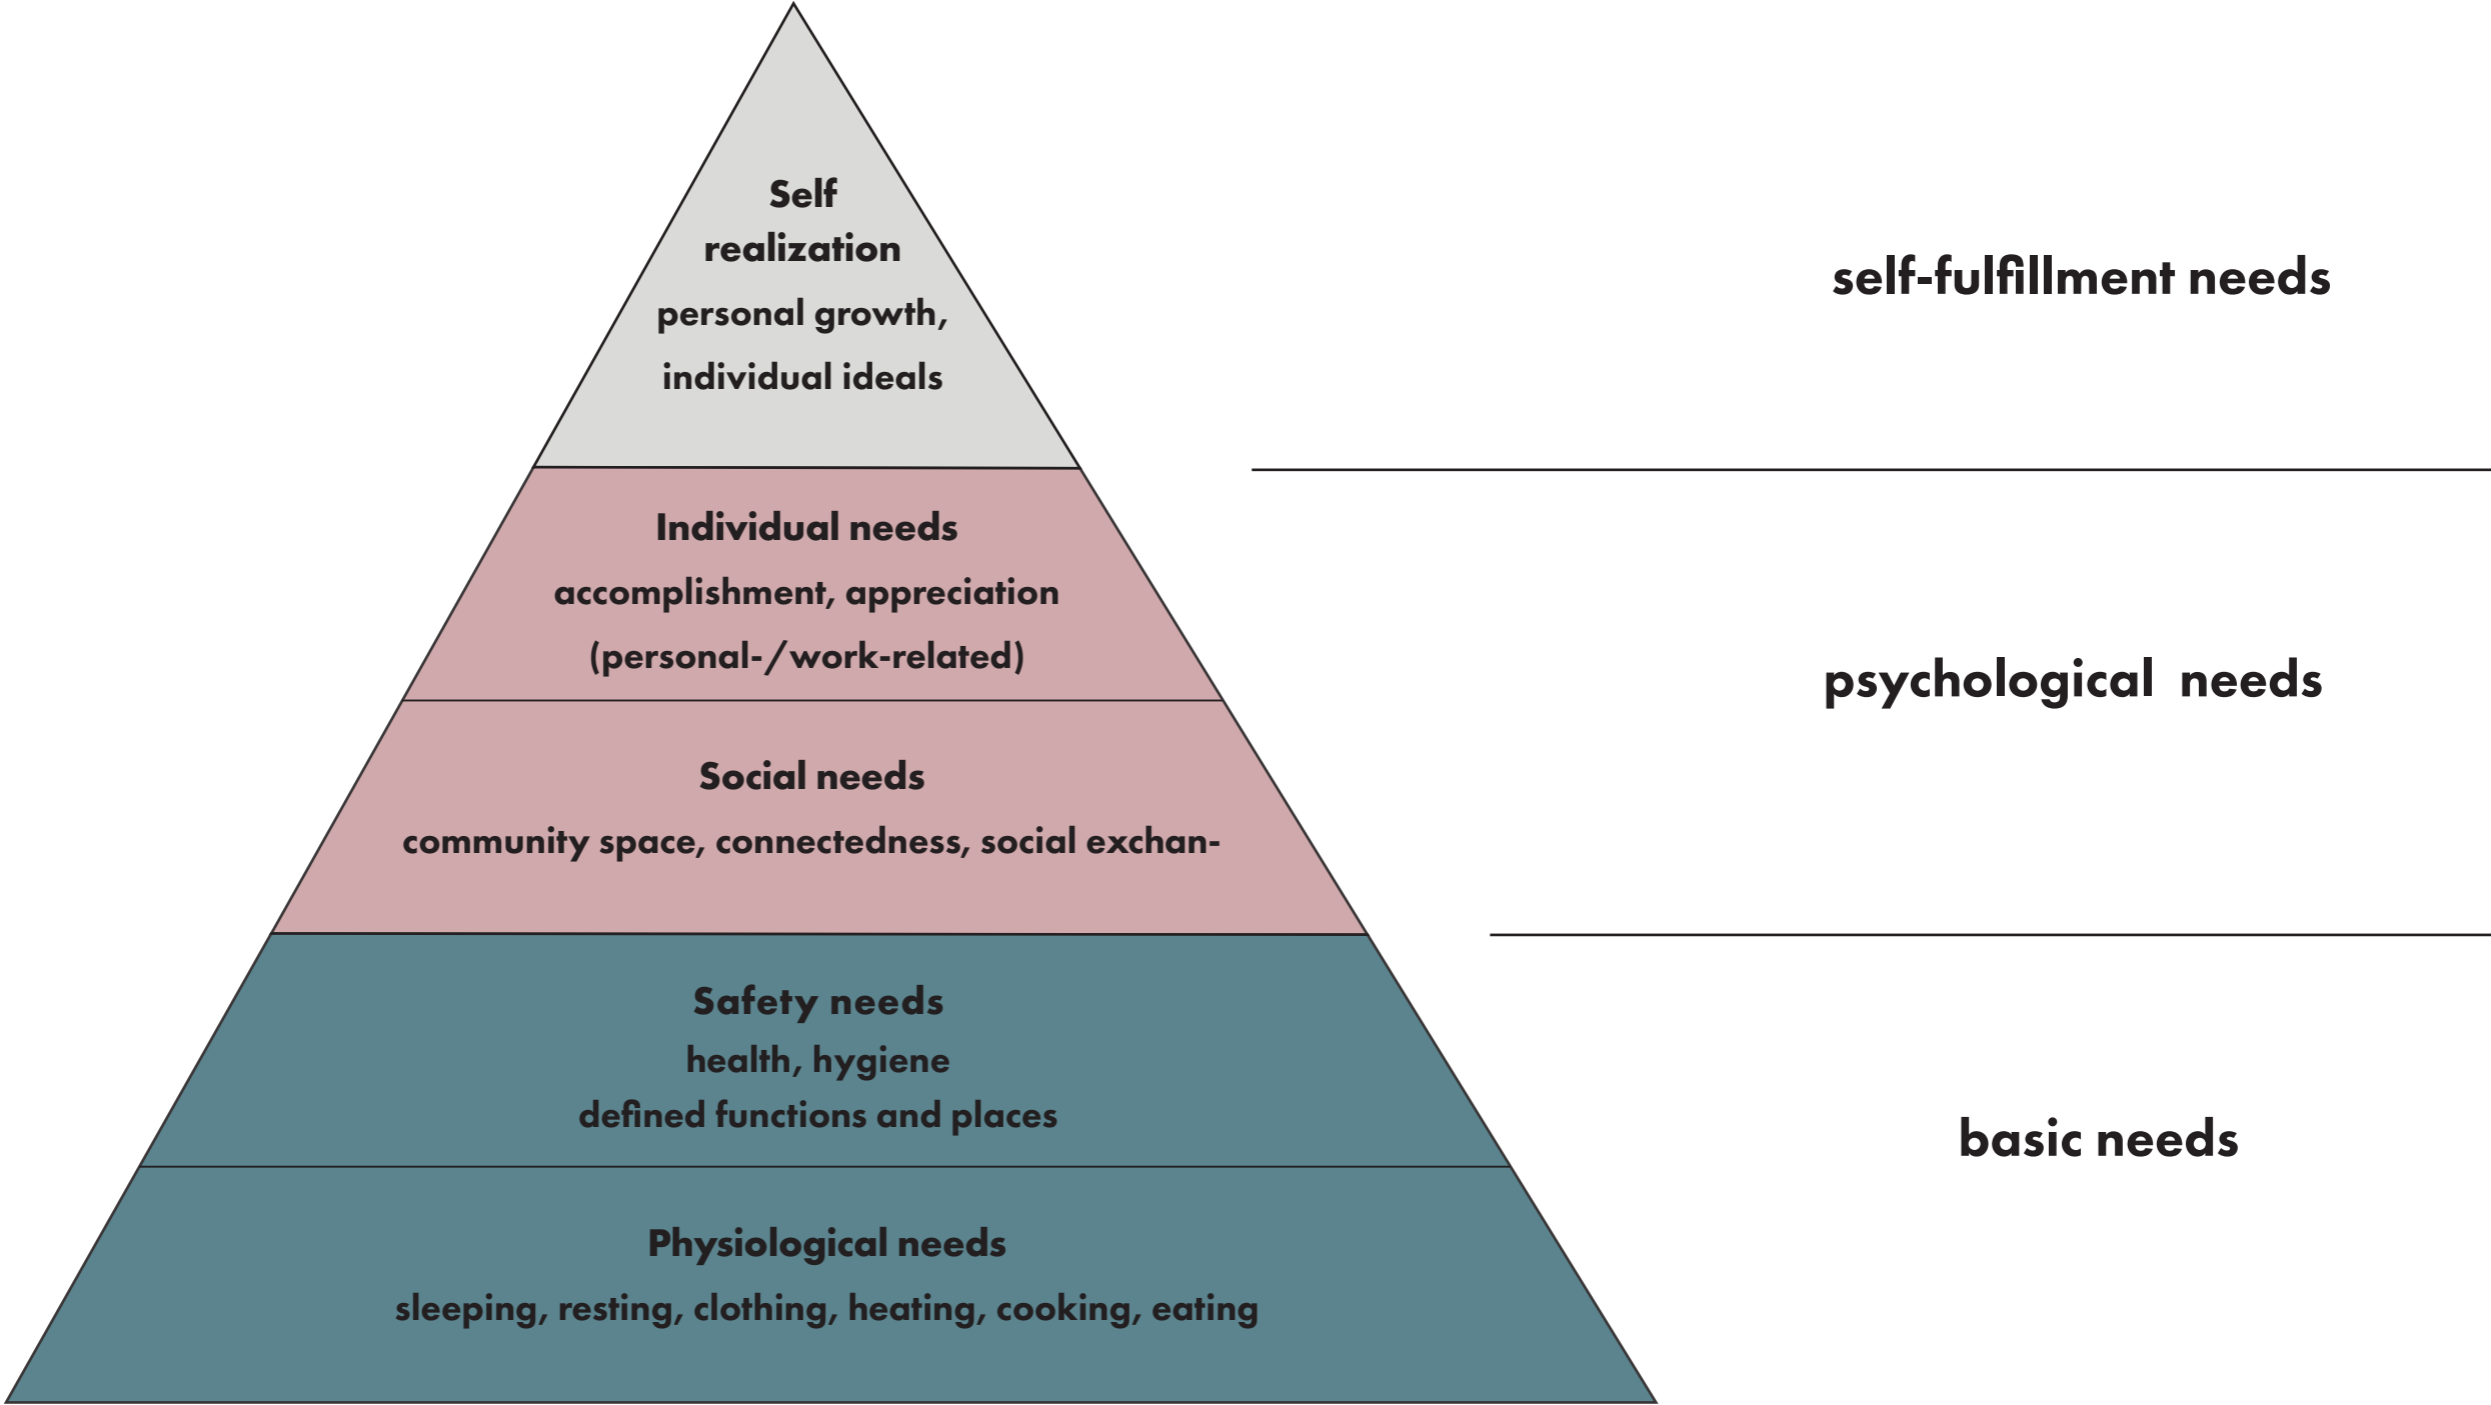 Self
realization
personal growth,
individual ideals
self-fulfillment needs
Individual needs
accomplishment, appreciation
(personal-/work-related)
psychological needs
Social needs
community space, connectedness, social exchan-
Safety needs
health, hygiene
defined functions and places
basic needs
Physiological needs
sleeping, resting, clothing, heating, cooking, eating